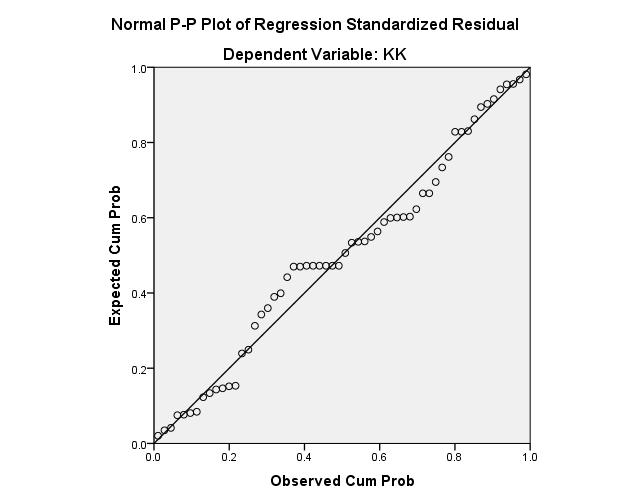 Normal P-P Plot of Regression Standardized Residual
Dependent Variable: KK
1.0
0.8
0.6
0.4
0.2
0.0
Expected Cum Prob
0.0 0.2 0.4 0.6 0.8 1.0
Observed Cum Prob